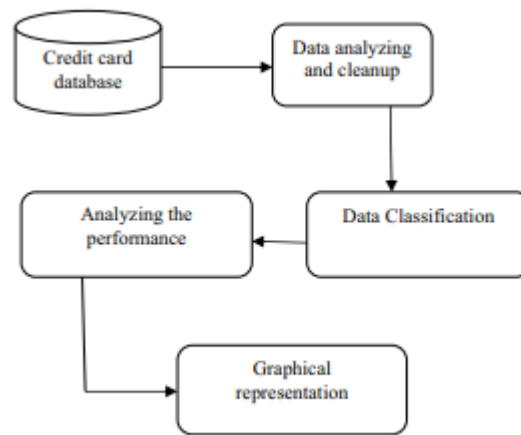 Credit card
database
Data analyzing
and cleanup
Data Classification
Analyzing the
performance
Graphical
representation